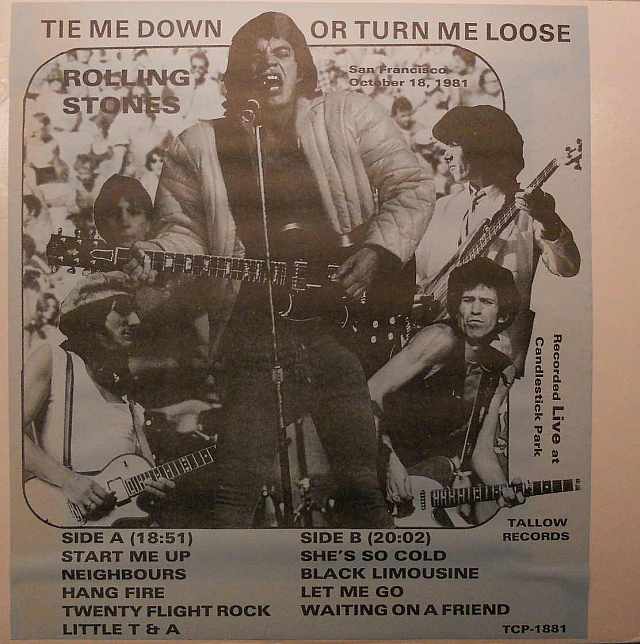 TIE ME DOWN OR TURN ME LOOSE
ROLLING
STONES
San Francisco
October 18, 1981
Recorded Live at
Candlestick Park
TALLOW
RECORDS
SIDE A (18:51)
START ME UP
NEIGHBOURS
HANG FIRE
TWENTY FLIGHT ROCK
LITTLE T & A
SIDE B (20:02)
SHE'S SO COLD
BLACK LIMOUSINE
LET ME GO
WAITING ON A FRIEND
TCP-1881